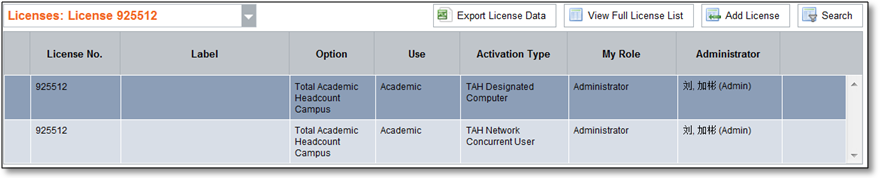 Licenses: License 925512
Export License Data
View Full License List
Add License
Search
License No. Label Option Use Activation Type My Role Administrator
925512 Total Academic Headcount Campus Academic TAH Designated Computer Administrator 刘, 加彬 (Admin)
925512 Total Academic Headcount Campus Academic TAH Network Concurrent User Administrator 刘, 加彬 (Admin)